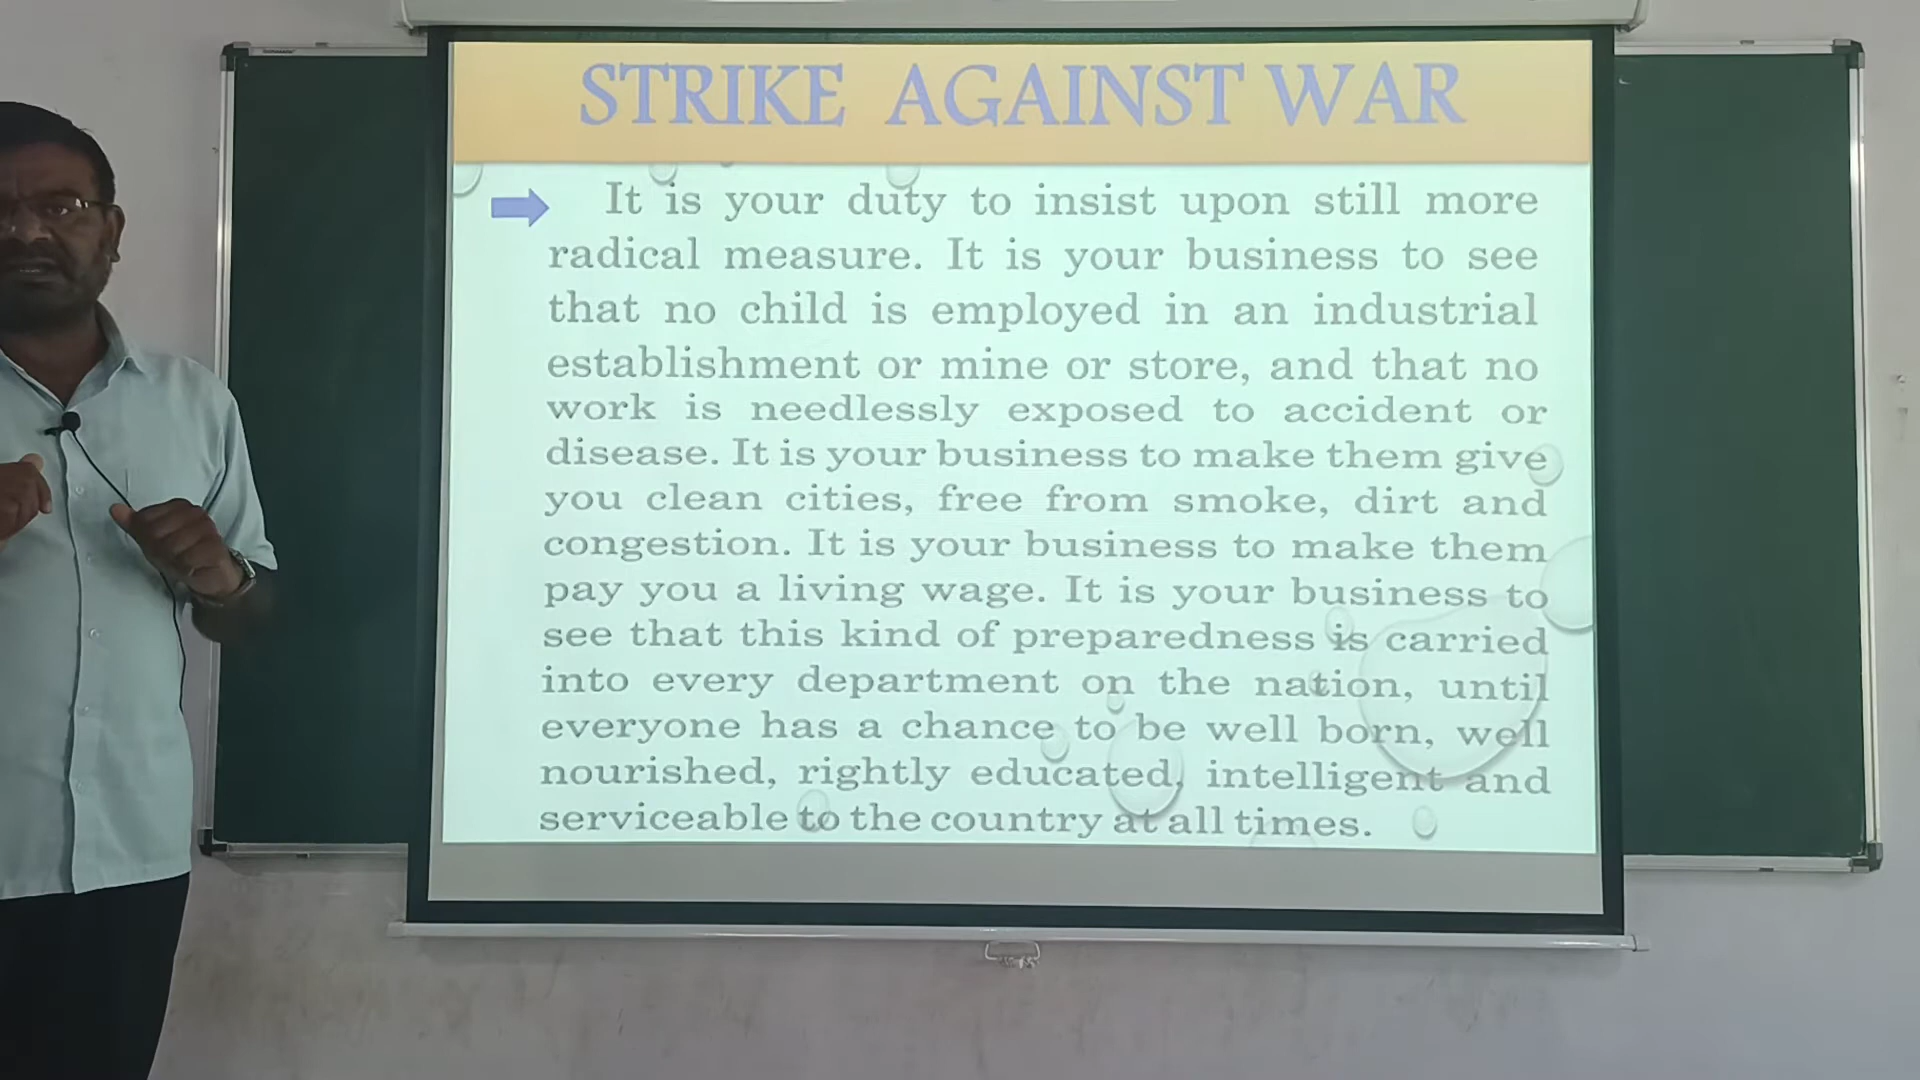 STRIKE AGAINST WAR
It is your duty to insist upon still more
radical measure. It is your business to see
that no child is employed in an industrial
establishment or mine or store, and that no
work is needlessly exposed to accident or
disease. It is your business to make them give
you clean cities, free from smoke, dirt and
congestion. It is your business to make them
pay you a living wage. It is your business to
see that this kind of preparedness is carried
into every department on the nation, until
everyone has a chance to be well born, well
nourished, rightly educated, intelligent and
serviceable to the country at all times.